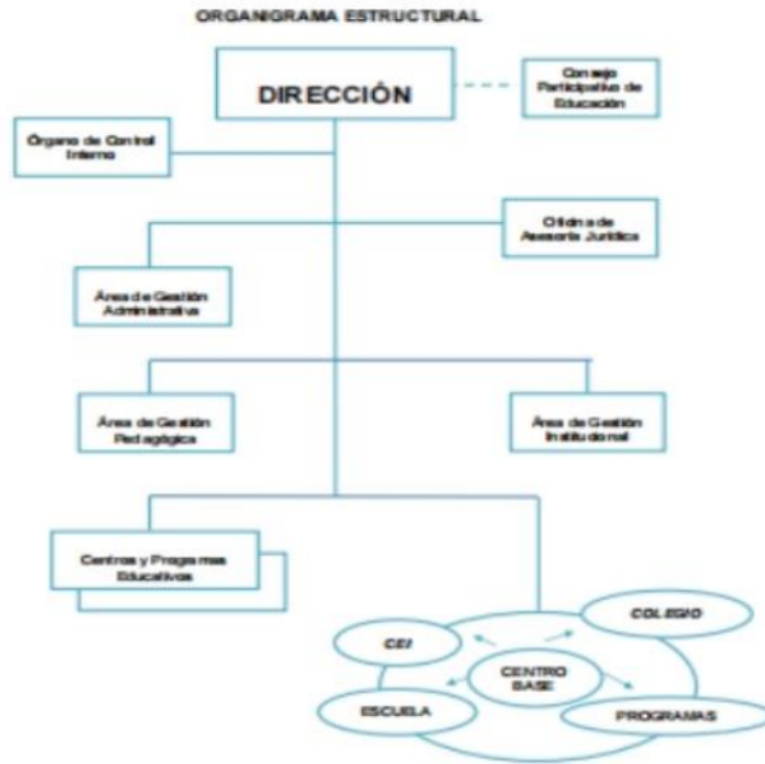 ORGANIGRAMA ESTRUCTURAL
DIRECCIÓN
Consejo
Participativo de
Educación
Órgano de Control
Interno
Oficina de
Asesoría Jurídica
Área de Gestión
Administrativa
Área de Gestión
Pedagógica
Área de Gestión
Institucional
Centros y Programas
Educativos
COLEGIO
CEI
CENTRO
BASE
ESCUELA
PROGRAMAS